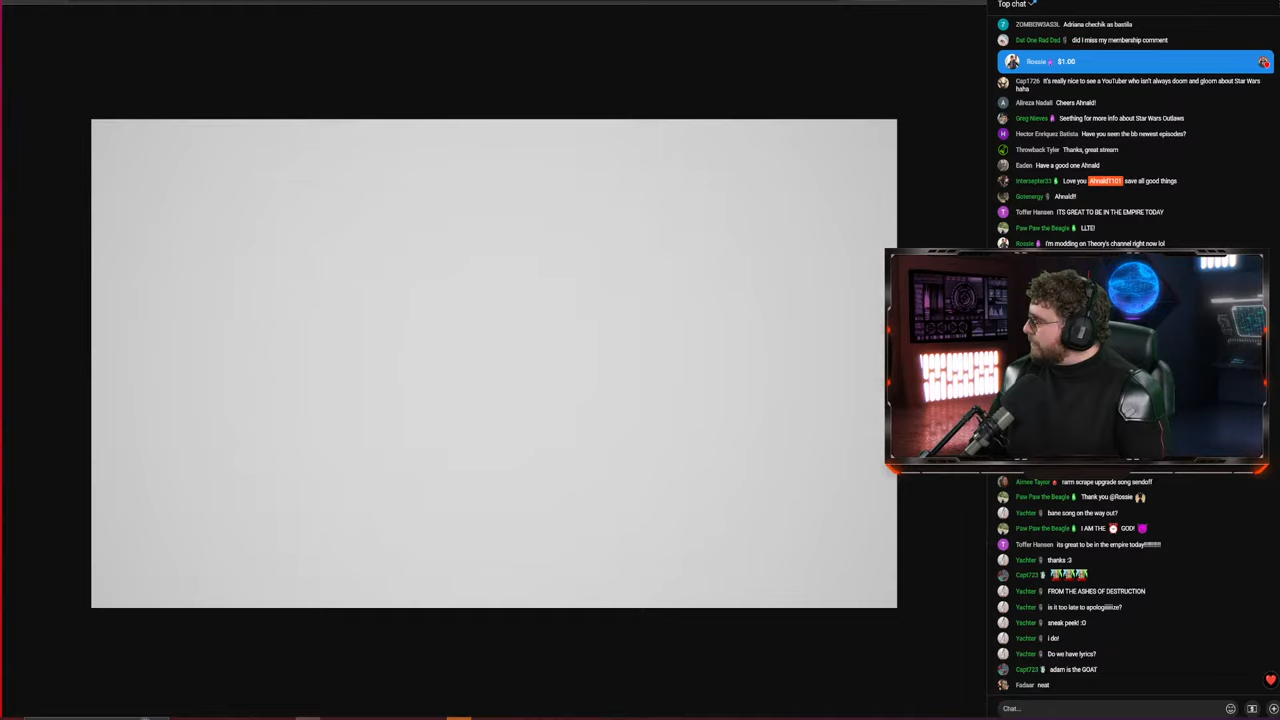 Top chat
ZOMBI3W3AS3L Adriana chechik as bastilla
Dat One Rad Dad did I miss my membership comment
Rossie $1.00
Cap1726 It's really nice to see a YouTuber who isn't always doom and gloom about Star Wars
haha
Alireza Nadali Cheers Ahnald!
Greg Nieves Seething for more info about Star Wars Outlaws
Hector Enriquez Batista Have you seen the bb newest episodes?
Throwback Tyler Thanks, great stream
Eaden Have a good one Ahnald
Intersepter33 Love you AhnaldT101 save all good things
Gotenergy Ahnald!!
Toffer Hansen ITS GREAT TO BE IN THE EMPIRE TODAY
Paw Paw the Beagle LLTE!
Rossie I'm modding on Theory's channel right now lol
Aimee Taylor rarm scrape upgrade song sendoff
Paw Paw the Beagle Thank you @Rossie
Yachter bane song on the way out?
Paw Paw the Beagle I AM THE GOD!
Toffer Hansen its great to be in the empire today!!!!!!!!!!!!!!
Yachter thanks :3
Capt723
Yachter FROM THE ASHES OF DESTRUCTION
Yachter is it too late to apologiiiiiize?
Yachter sneak peek! :O
Yachter i do!
Yachter Do we have lyrics?
Capt723 adam is the GOAT
Fadaar neat
Chat...